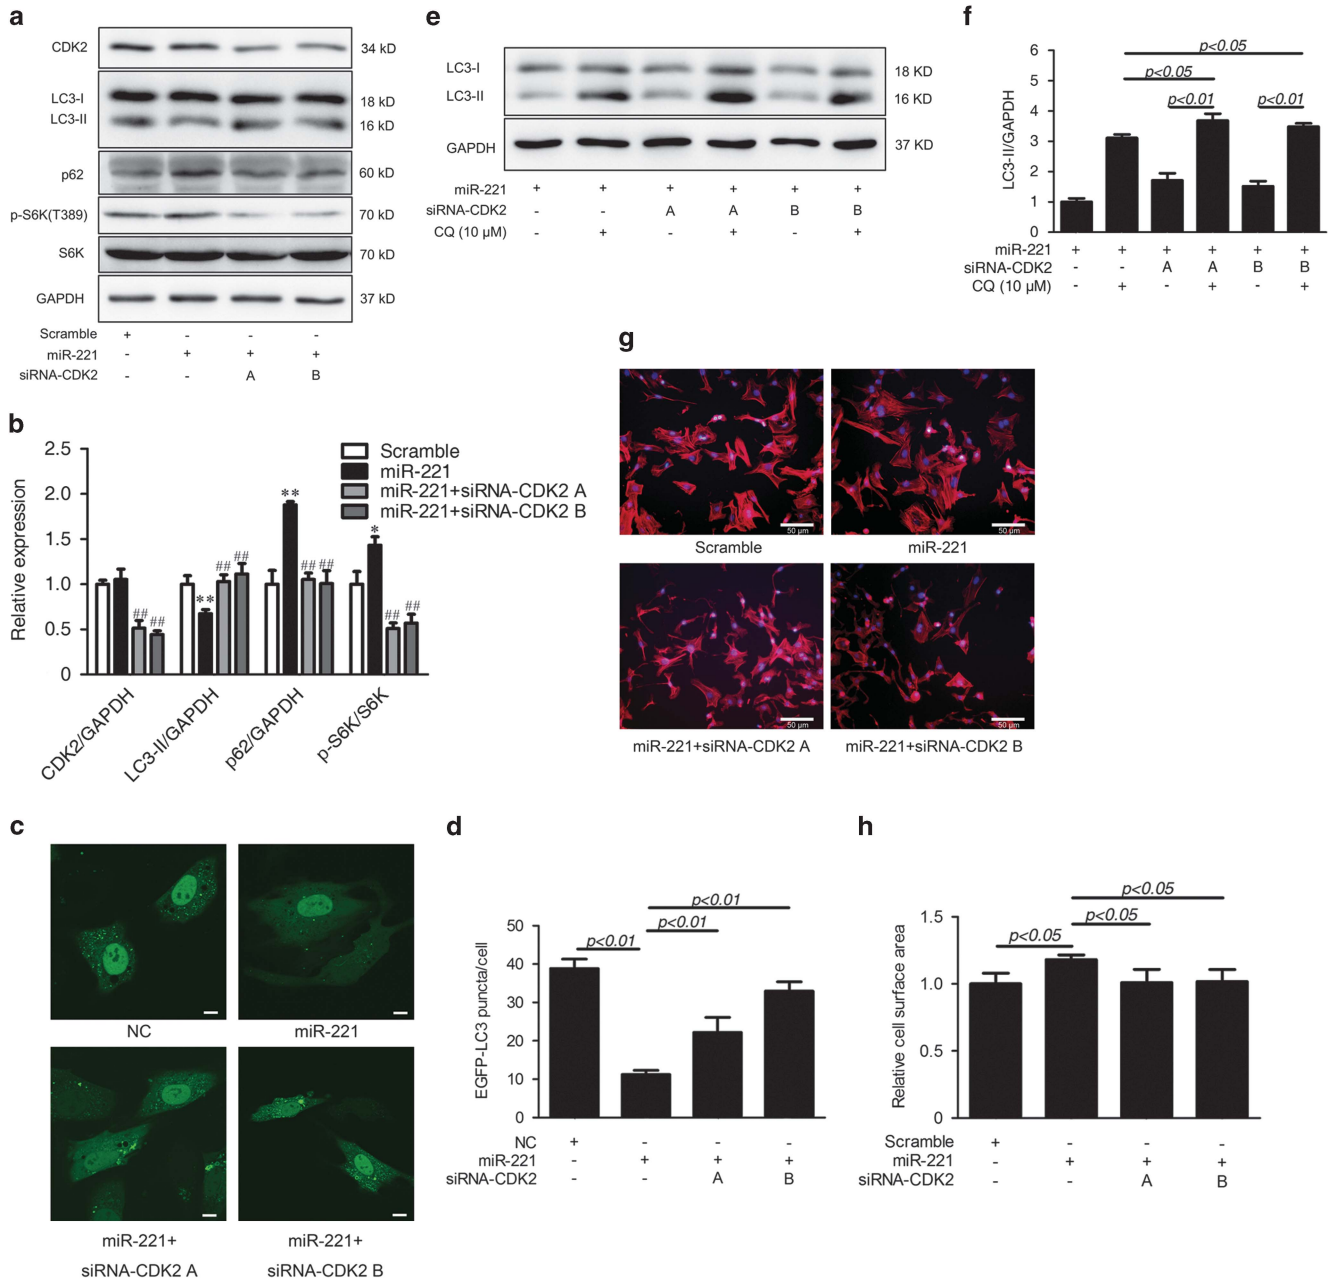 a
CDK2
34 kD
LC3-I
18 kD
LC3-II
16 kD
p62
60 kD
p-S6K(T389)
70 kD
S6K
70 kD
GAPDH
37 kD
Scramble + - - -
miR-221 - + + +
siRNA-CDK2 - - A B
b
2.5
2.0
1.5
1.0
0.5
0
Relative expression
Scramble
miR-221
miR-221+siRNA-CDK2 A
miR-221+siRNA-CDK2 B
## ##
** ## ##
** ## ##
* ## ##
CDK2/GAPDH
LC3-II/GAPDH
p62/GAPDH
p-S6K/S6K
c
NC
miR-221
miR-221+
siRNA-CDK2 A
miR-221+
siRNA-CDK2 B
d
EGFP-LC3 puncta/cell
50
40
30
20
10
0
p<0.01
p<0.01
p<0.01
NC + - - -
miR-221 - + + +
siRNA-CDK2 - - A B
e
LC3-I
18 KD
LC3-II
16 KD
GAPDH
37 KD
miR-221 + + + + + +
siRNA-CDK2 - - A A B B
CQ (10 μM) - + - + - +
f
LC3-II/GAPDH
6
5
4
3
2
1
0
p<0.05
p<0.05
p<0.01
p<0.01
miR-221 + + + + + +
siRNA-CDK2 - - A A B B
CQ (10 μM) - + - + - +
g
50 μm
50 μm
Scramble
miR-221
50 μm
50 μm
miR-221+siRNA-CDK2 A
miR-221+siRNA-CDK2 B
h
Relative cell surface area
1.5
1.0
0.5
0
p<0.05
p<0.05
p<0.05
Scramble + - - -
miR-221 - + + +
siRNA-CDK2 - - A B